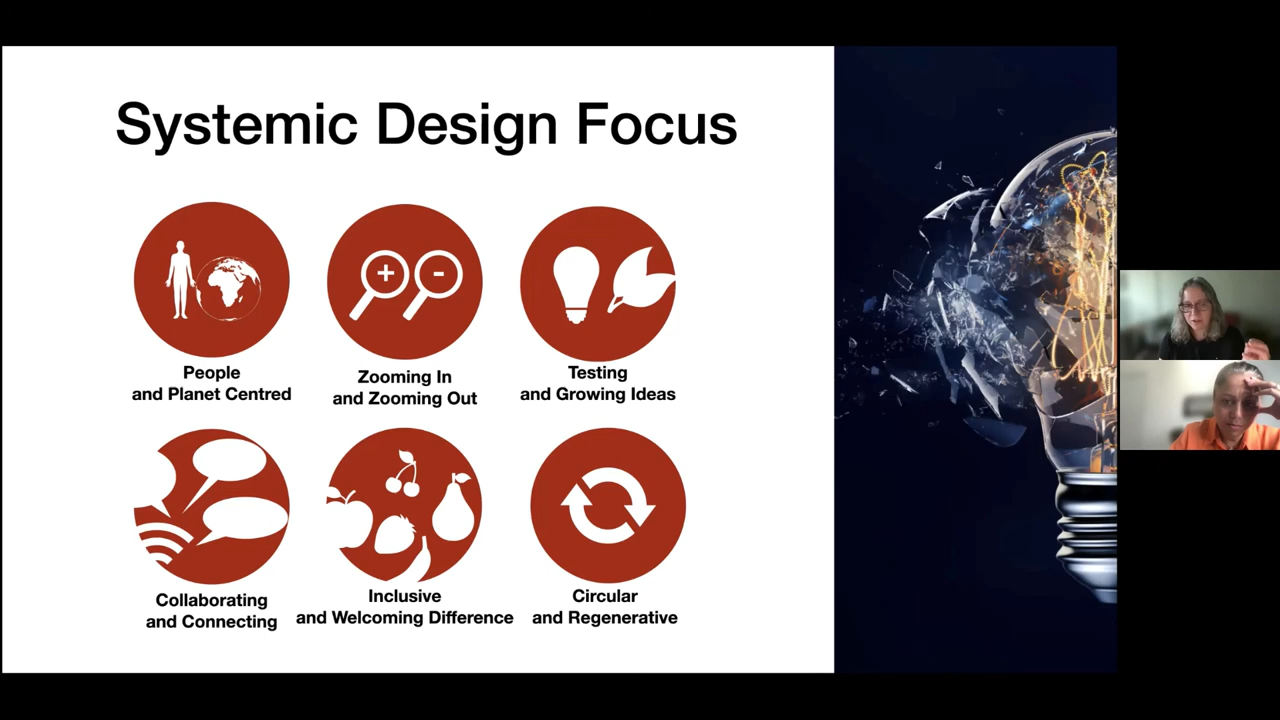 Systemic Design Focus
People
and Planet Centred
Zooming In
and Zooming Out
Testing
and Growing Ideas
Collaborating
and Connecting
Inclusive
and Welcoming Difference
Circular
and Regenerative